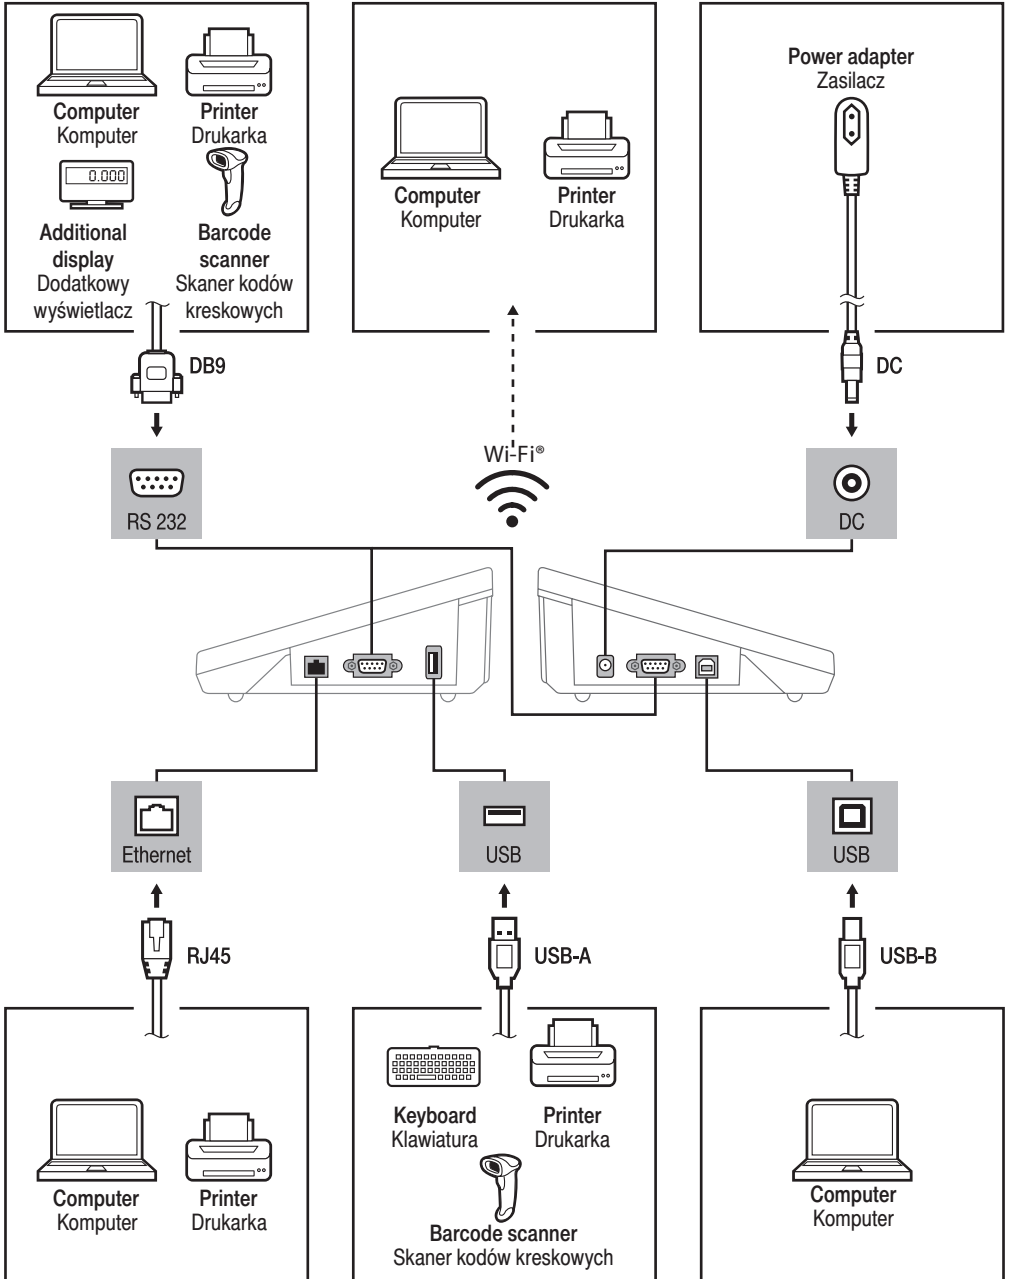 Computer
Komputer
Printer
Drukarka
0.000
Additional
display
Dodatkowy
wyświetlacz
Barcode
scanner
Skaner kodów
kreskowych
Computer
Komputer
Printer
Drukarka
Power adapter
Zasilacz
DB9
DC
Wi-Fi®
RS 232
DC
Ethernet
USB
USB
RJ45
USB-A
USB-B
Computer
Komputer
Printer
Drukarka
Keyboard
Klawiatura
Printer
Drukarka
Barcode scanner
Skaner kodów kreskowych
Computer
Komputer